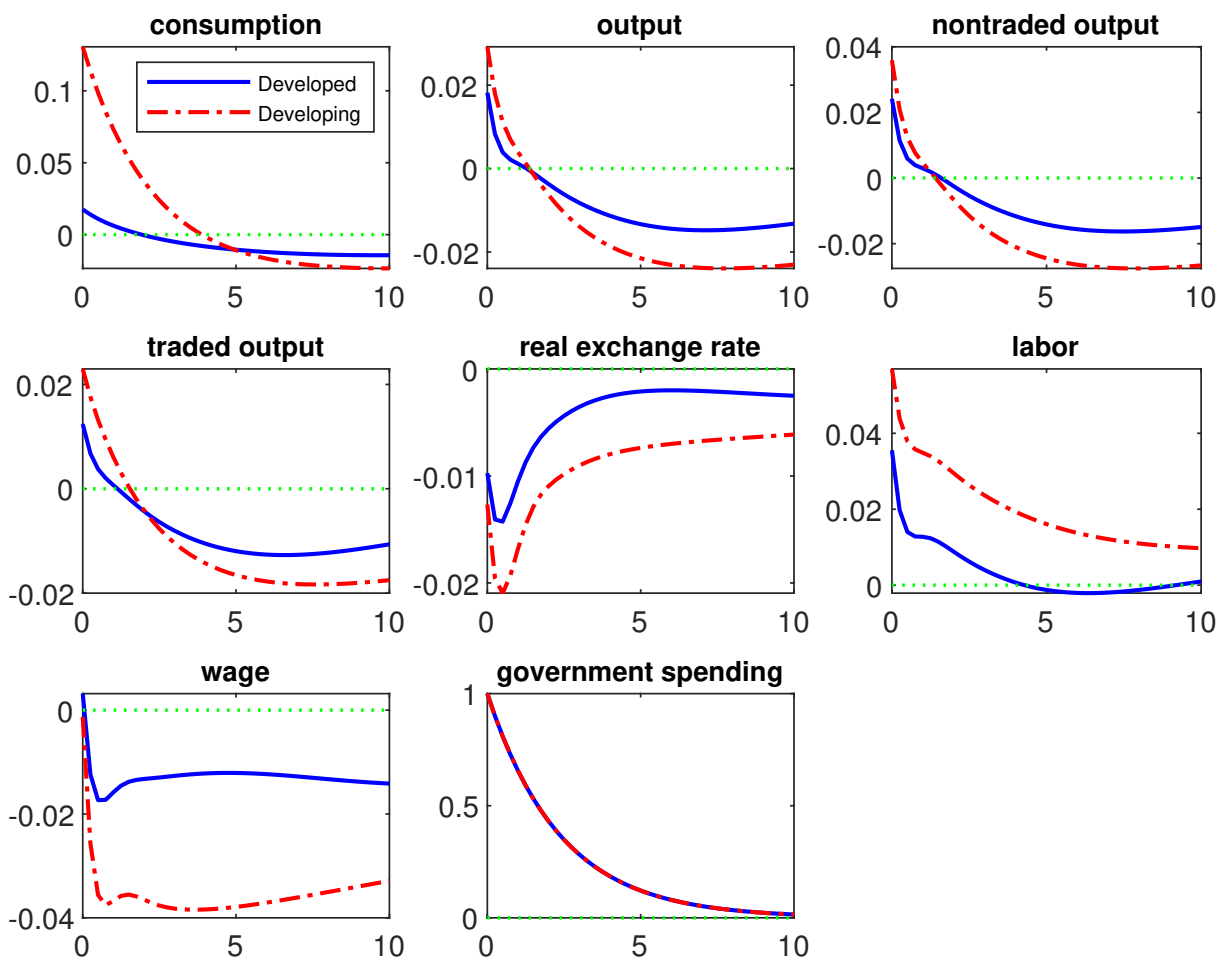 consumption
0.1
0.05
0
0 5 10
Developed
Developing
output
0.02
0
-0.02
0 5 10
nontraded output
0.04
0.02
0
-0.02
0 5 10
traded output
0.02
0
-0.02
0 5 10
real exchange rate
0
-0.01
-0.02
0 5 10
labor
0.04
0.02
0
0 5 10
wage
0
-0.02
-0.04
0 5 10
government spending
1
0.5
0
0 5 10